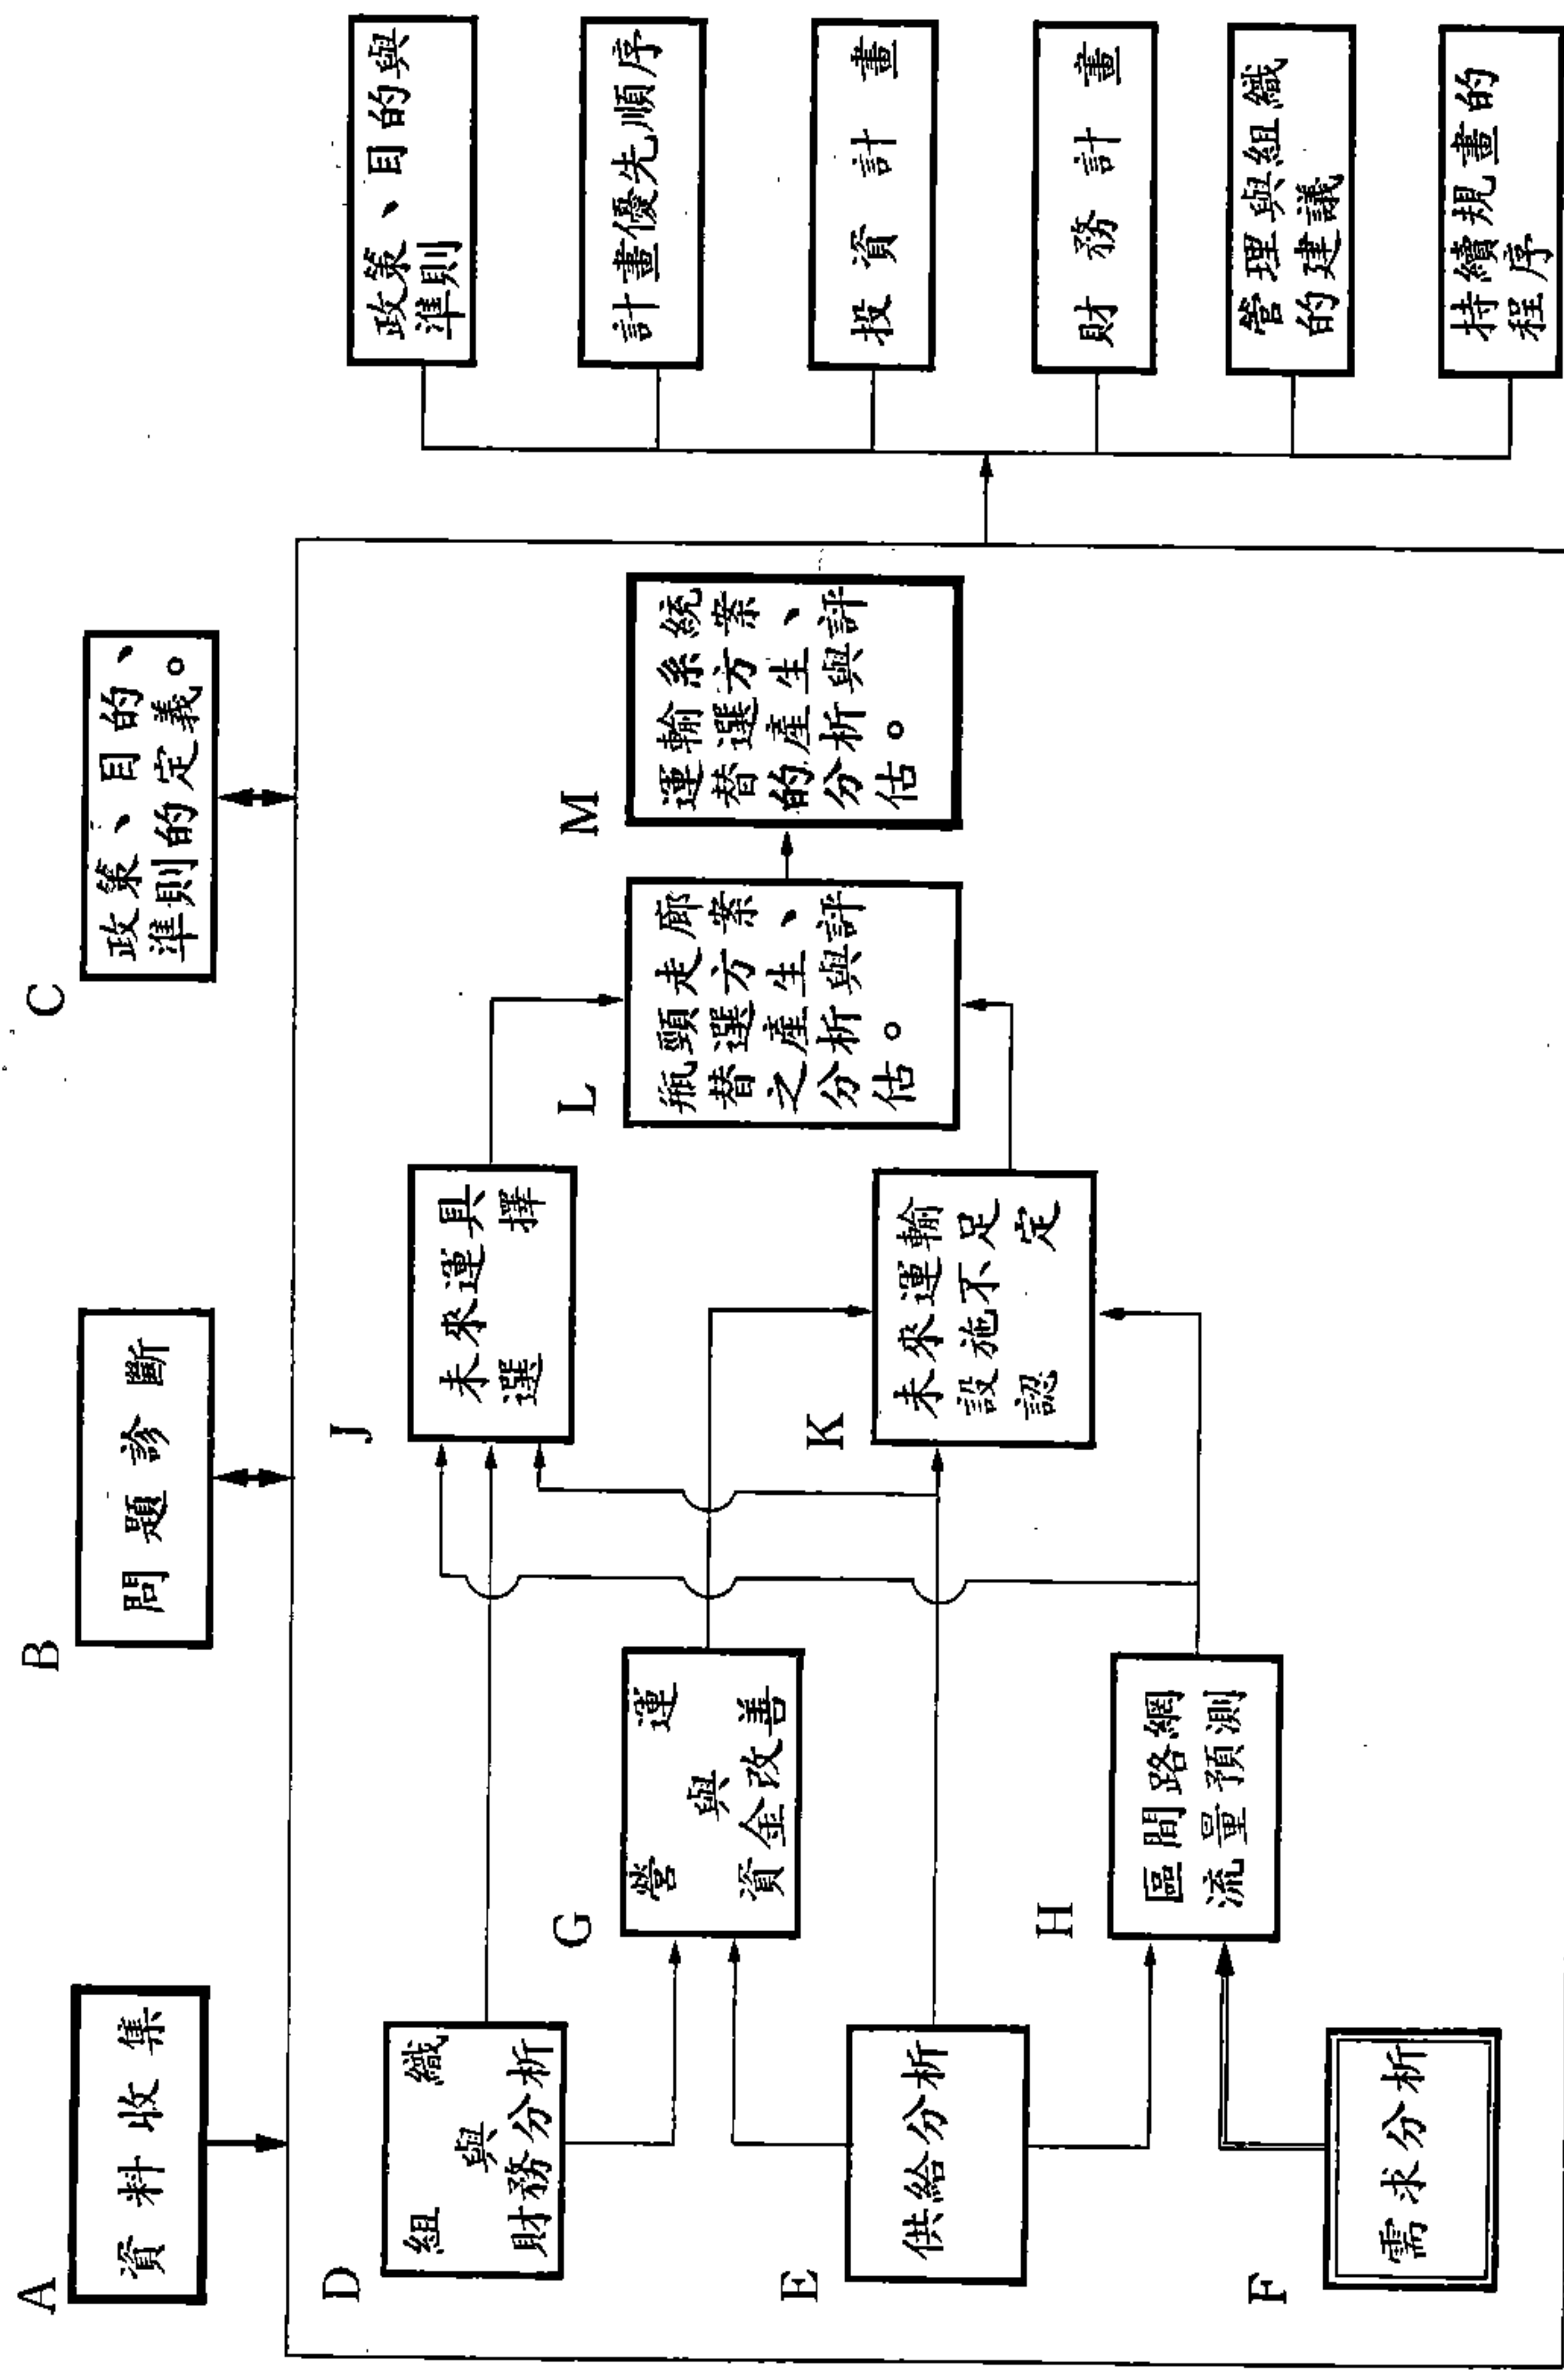 A
資料收集
B
問題診斷
C
政策、目的、
準則的定義。
D
組織
與
財務分析
E
供給分析
F
需求分析
G
營運
與
資金改善
H
區間路網
流量預測
J
未來運具
選擇
K
未來運輸
設施不足
認定
L
瓶頸走廊
替選方案
之產生、
分析與評
估。
M
運輸系統
替選方案
的產生、
分析與評
估。
政策、目的與
準則
計畫優先順序
投資計畫
財務計畫
管理與組織
的建議
持續規畫的
程序